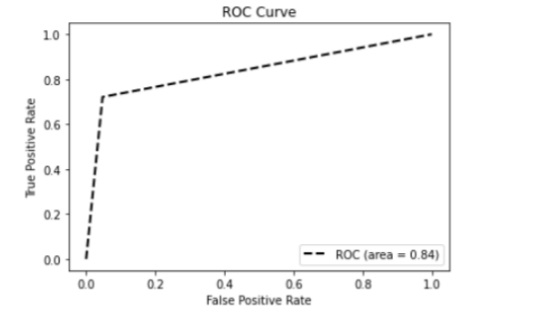 ROC Curve
1.0
0.8
0.6
0.4
0.2
0.0
True Positive Rate
ROC (area = 0.84)
0.0 0.2 0.4 0.6 0.8 1.0
False Positive Rate